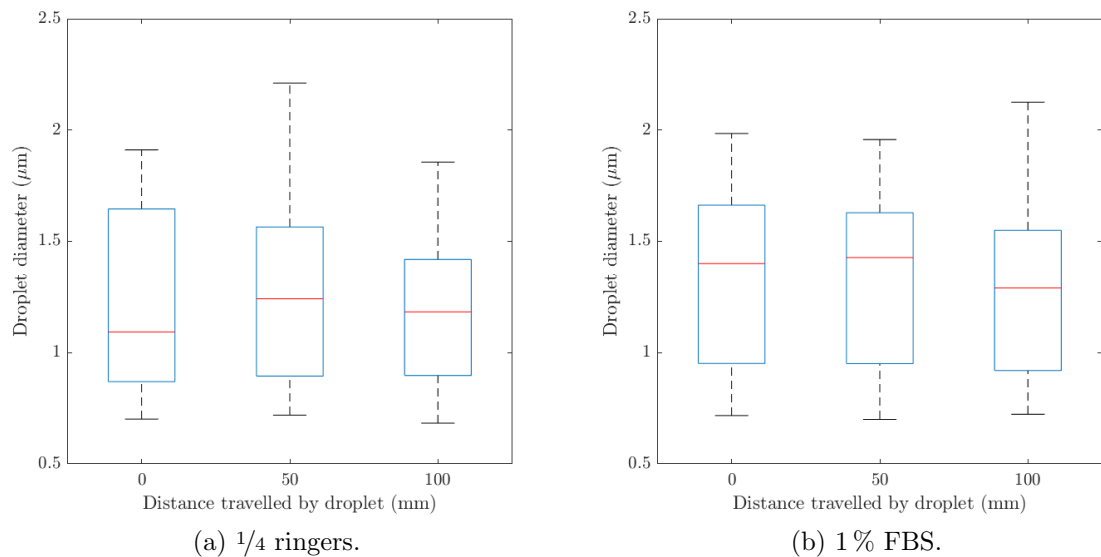 2.5
2
1.5
1
0.5
Droplet diameter (μm)
0 50 100
Distance travelled by droplet (mm)
(a) 1/4 ringers.
2.5
2
1.5
1
0.5
Droplet diameter (μm)
0 50 100
Distance travelled by droplet (mm)
(b) 1 % FBS.